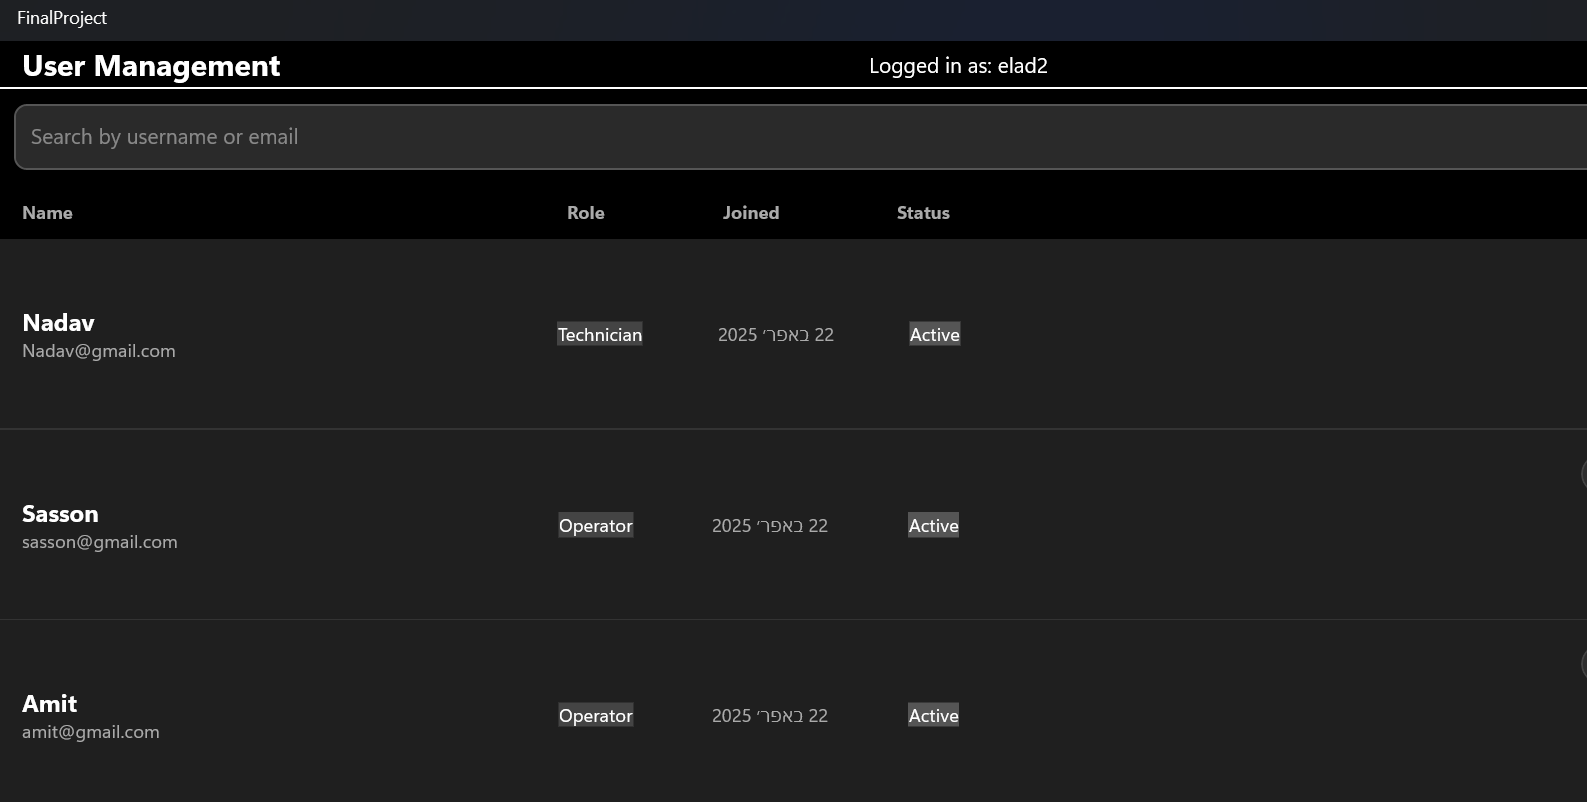 FinalProject
User Management Logged in as: elad2
Search by username or email
Name Role Joined Status
Nadav
Technician 22 באפר׳ 2025 Active
Nadav@gmail.com
Sasson
Operator 22 באפר׳ 2025 Active
sasson@gmail.com
Amit
Operator 22 באפר׳ 2025 Active
amit@gmail.com